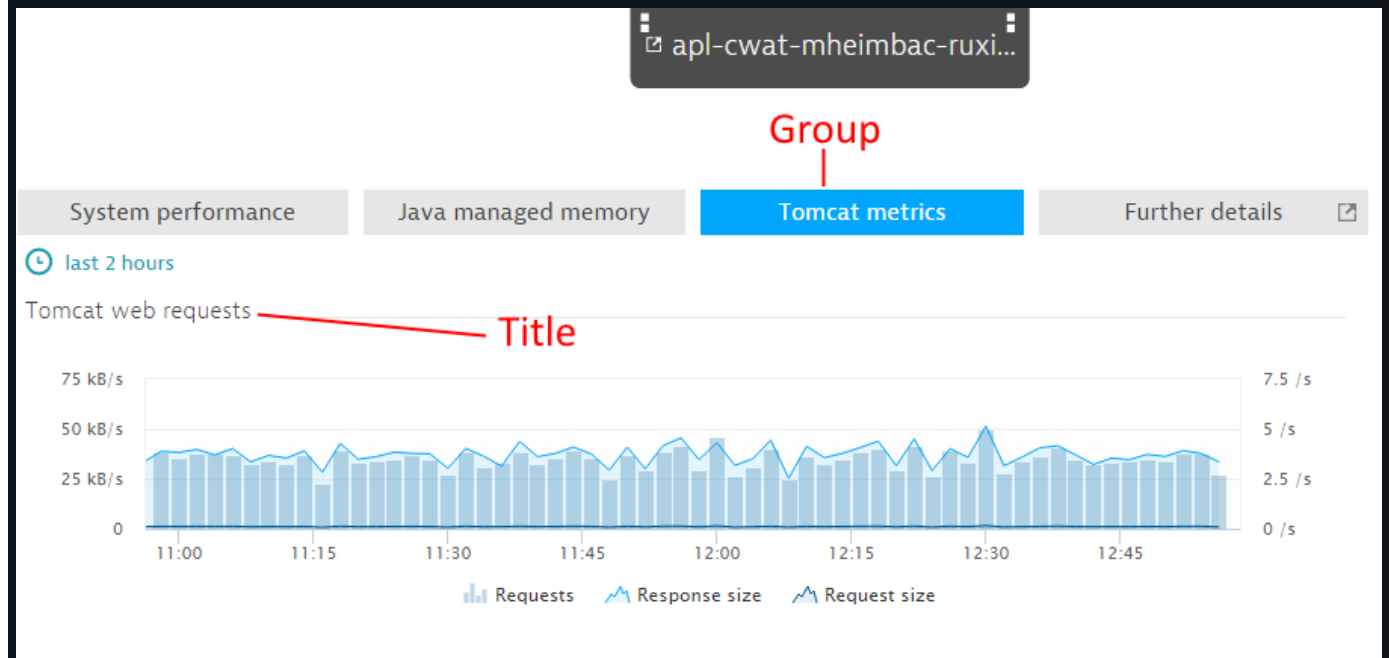 apl-cwat-mheimbac-ruxi...
Group
System performance Java managed memory Tomcat metrics Further details
last 2 hours
Tomcat web requests
Title
75 kB/s 7.5 /s
50 kB/s 5 /s
25 kB/s 2.5 /s
0 0 /s
11:00 11:15 11:30 11:45 12:00 12:15 12:30 12:45
Requests Response size Request size